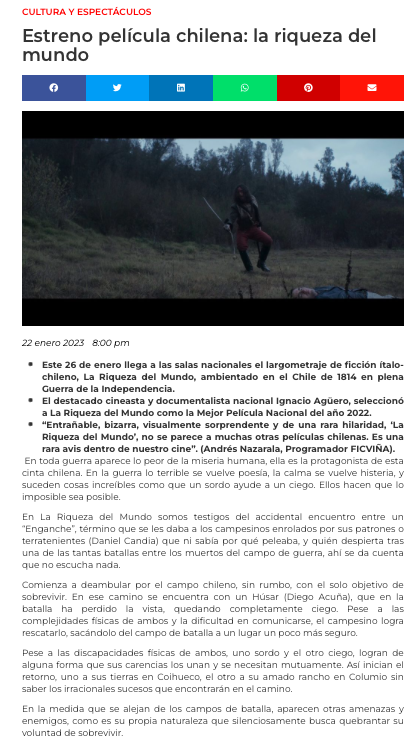 CULTURA Y ESPECTÁCULOS
Estreno película chilena: la riqueza del
mundo
22 enero 2023 8:00 pm
Este 26 de enero llega a las salas nacionales el largometraje de ficción ítalo-
chileno, La Riqueza del Mundo, ambientado en el Chile de 1814 en plena
Guerra de la Independencia.
El destacado cineasta y documentalista nacional Ignacio Agüero, seleccionó
a La Riqueza del Mundo como la Mejor Película Nacional del año 2022.
“Entrañable, bizarra, visualmente sorprendente y de una rara hilaridad, ‘La
Riqueza del Mundo’, no se parece a muchas otras películas chilenas. Es una
rara avis dentro de nuestro cine”. (Andrés Nazarala, Programador FICVIÑA).
En toda guerra aparece lo peor de la miseria humana, ella es la protagonista de esta
cinta chilena. En la guerra lo terrible se vuelve poesía, la calma se vuelve histeria, y
suceden cosas increíbles como que un sordo ayude a un ciego. Ellos hacen que lo
imposible sea posible.
En La Riqueza del Mundo somos testigos del accidental encuentro entre un
“Enganche”, término que se les daba a los campesinos enrolados por sus patrones o
terratenientes (Daniel Candia) que ni sabía por qué peleaba, y quién despierta tras
una de las tantas batallas entre los muertos del campo de guerra, ahí se da cuenta
que no escucha nada.
Comienza a deambular por el campo chileno, sin rumbo, con el solo objetivo de
sobrevivir. En ese camino se encuentra con un Húsar (Diego Acuña), que en la
batalla ha perdido la vista, quedando completamente ciego. Pese a las
complejidades físicas de ambos y la dificultad en comunicarse, el campesino logra
rescatarlo, sacándolo del campo de batalla a un lugar un poco más seguro.
Pese a las discapacidades físicas de ambos, uno sordo y el otro ciego, logran de
alguna forma que sus carencias los unan y se necesitan mutuamente. Así inician el
retorno, uno a sus tierras en Coihueco, el otro a su amado rancho en Columio sin
saber los irracionales sucesos que encontrarán en el camino.
En la medida que se alejan de los campos de batalla, aparecen otras amenazas y
enemigos, como es su propia naturaleza que silenciosamente busca quebrantar su
voluntad de sobrevivir.